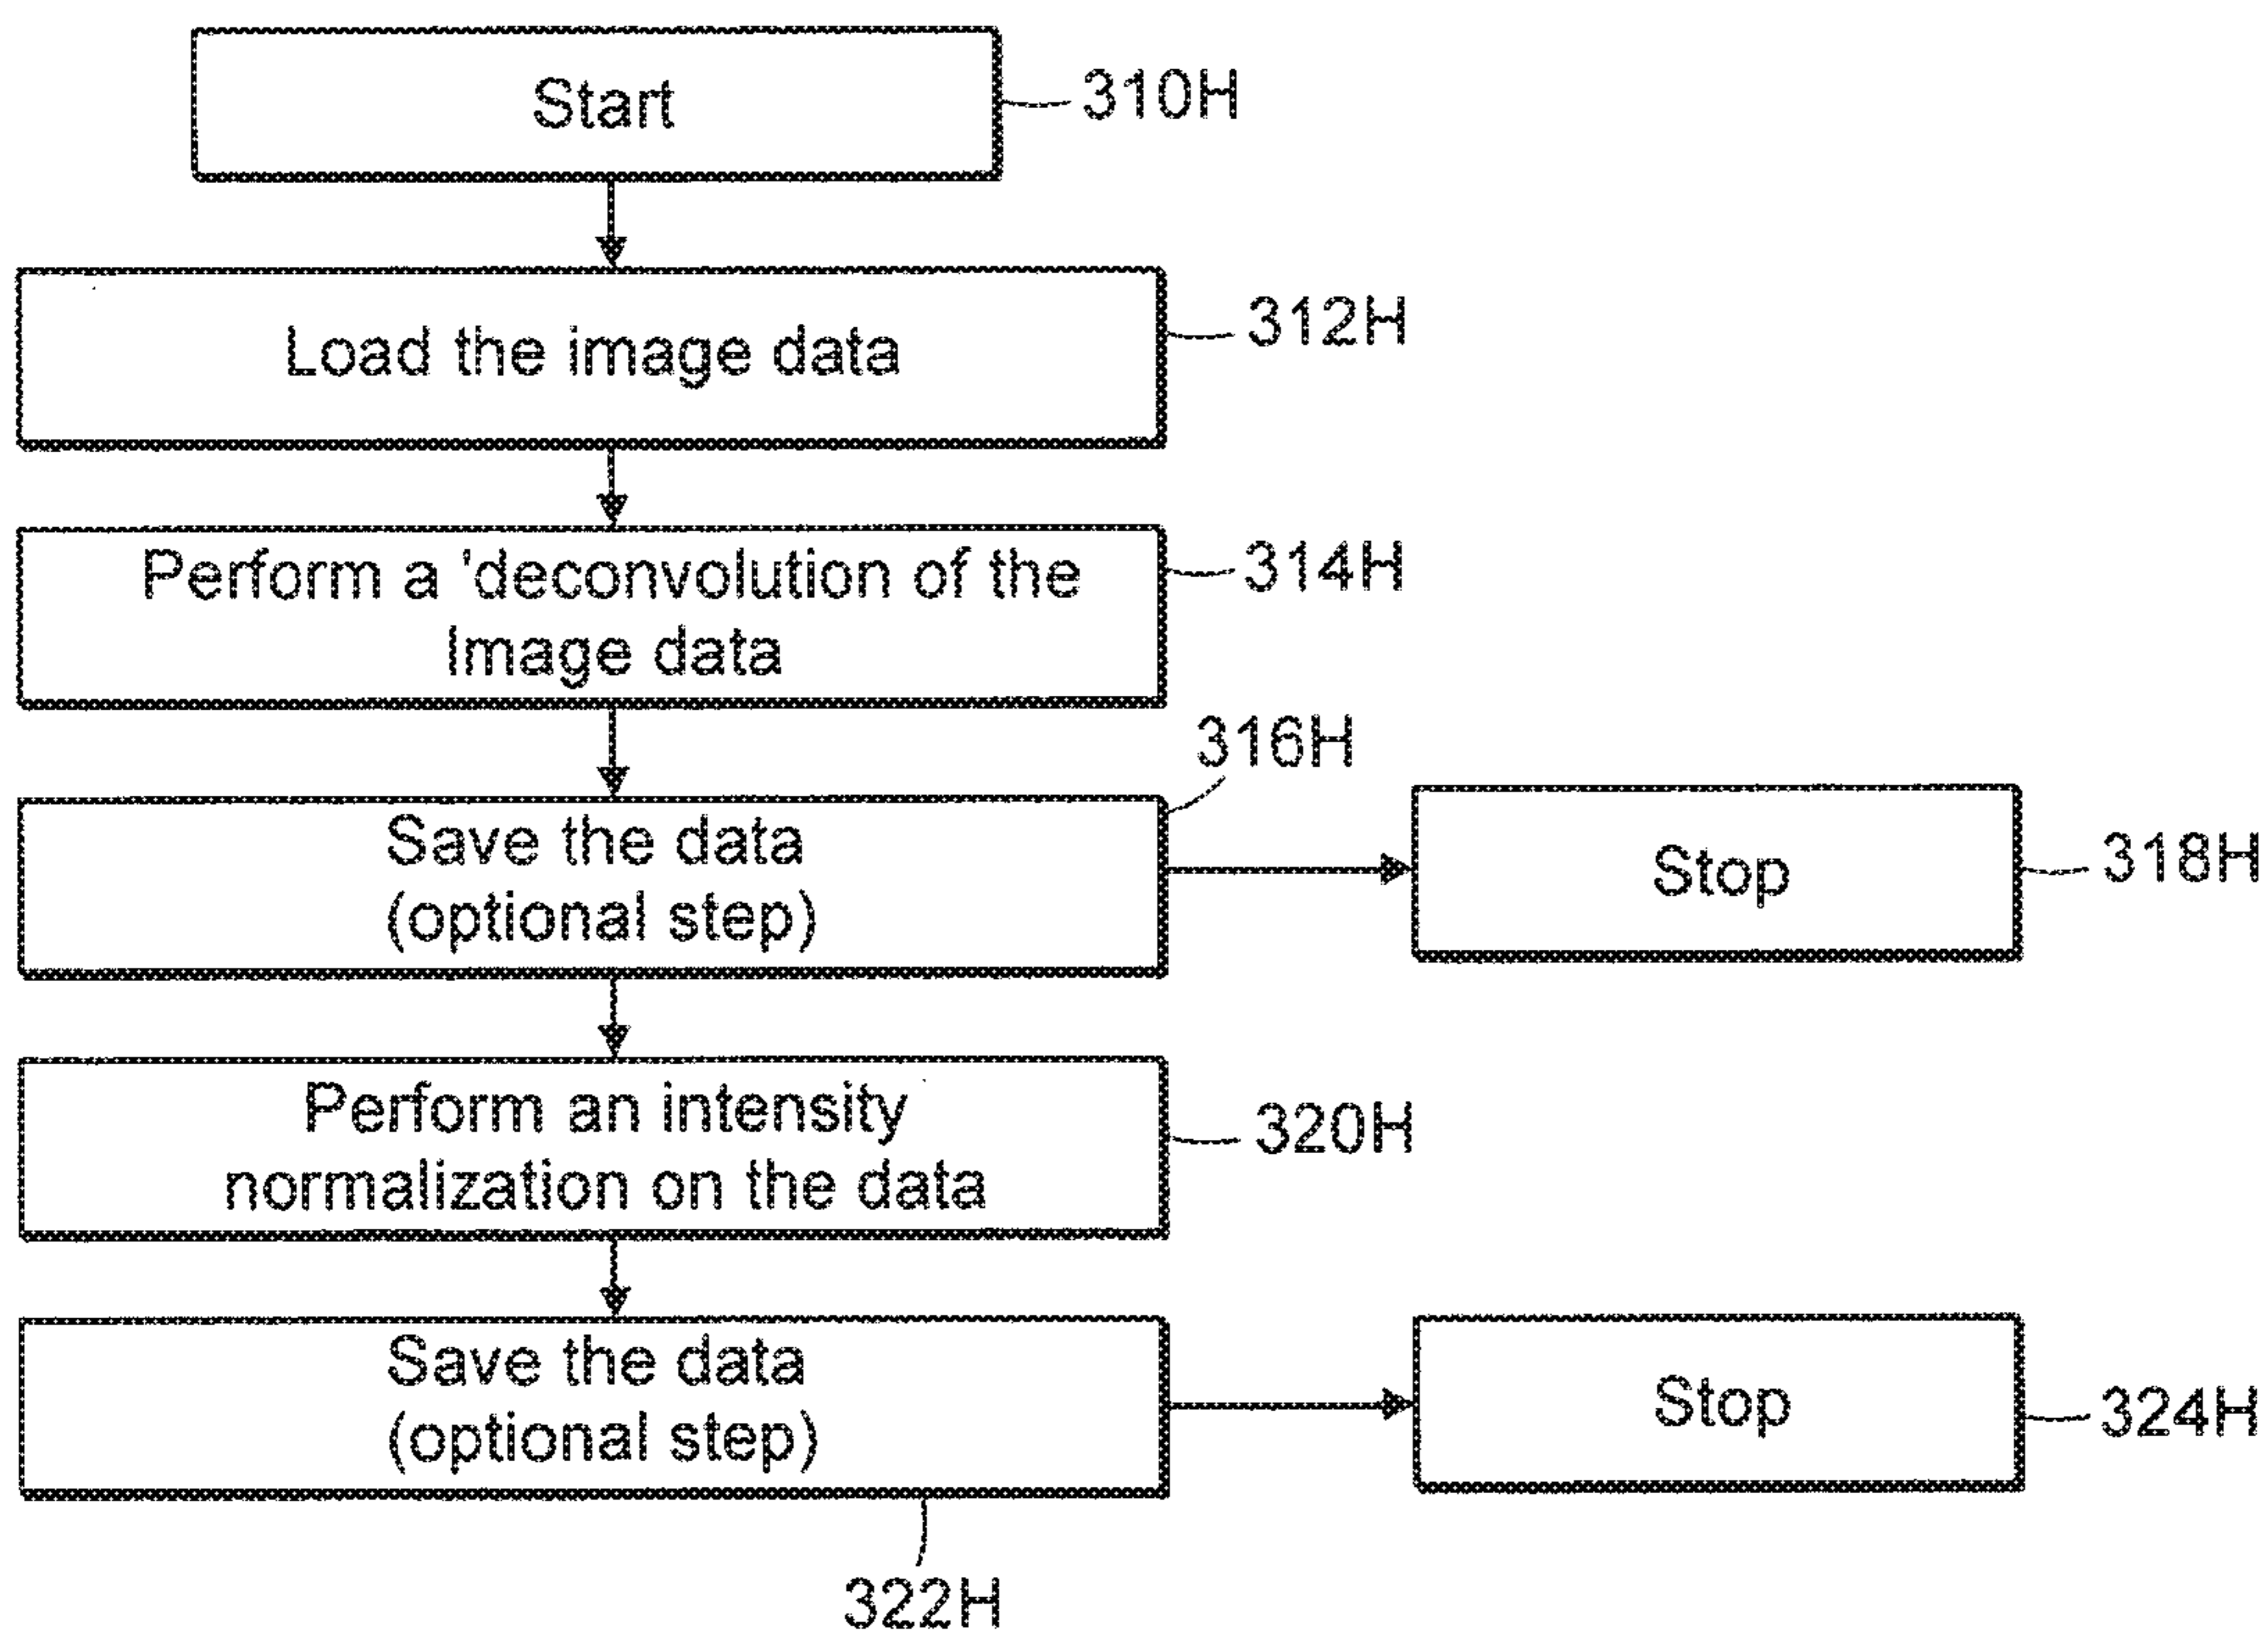 Start
310H
Load the image data
312H
Perform a 'deconvolution of the
Image data
314H
316H
Save the data
(optional step)
Stop
318H
Perform an intensity
normalization on the data
320H
Save the data
(optional step)
Stop
324H
322H